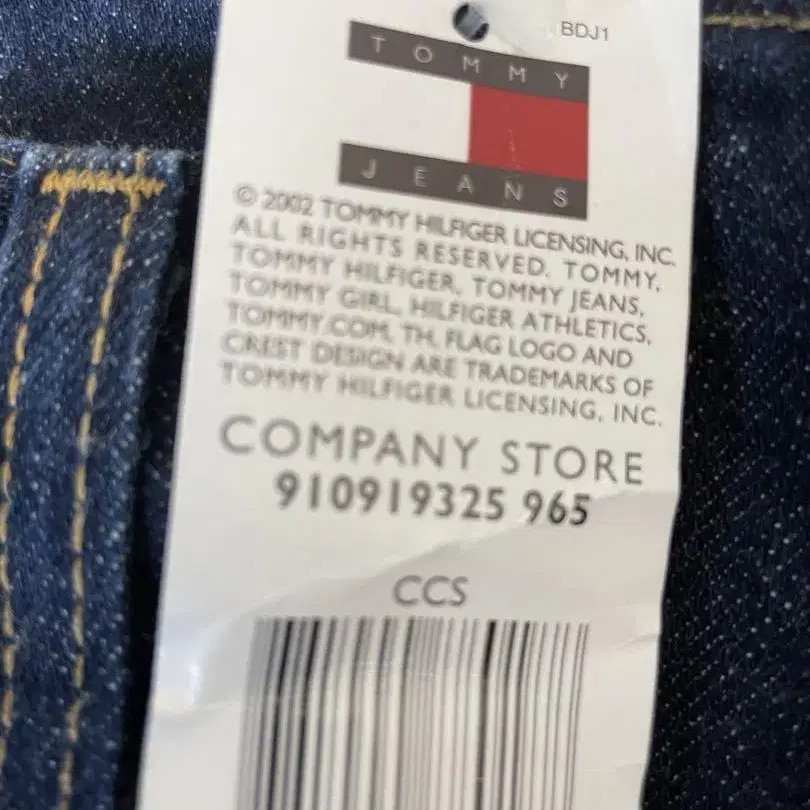 BDJ1
TOMMY
JEANS
© 2002 TOMMY HILFIGER LICENSING, INC.
ALL RIGHTS RESERVED. TOMMY,
TOMMY HILFIGER, TOMMY JEANS,
TOMMY GIRL, HILFIGER ATHLETICS,
TOMMY.COM, TH, FLAG LOGO AND
CREST DESIGN ARE TRADEMARKS OF
TOMMY HILFIGER LICENSING, INC.
COMPANY STORE
910919325 965
CCS